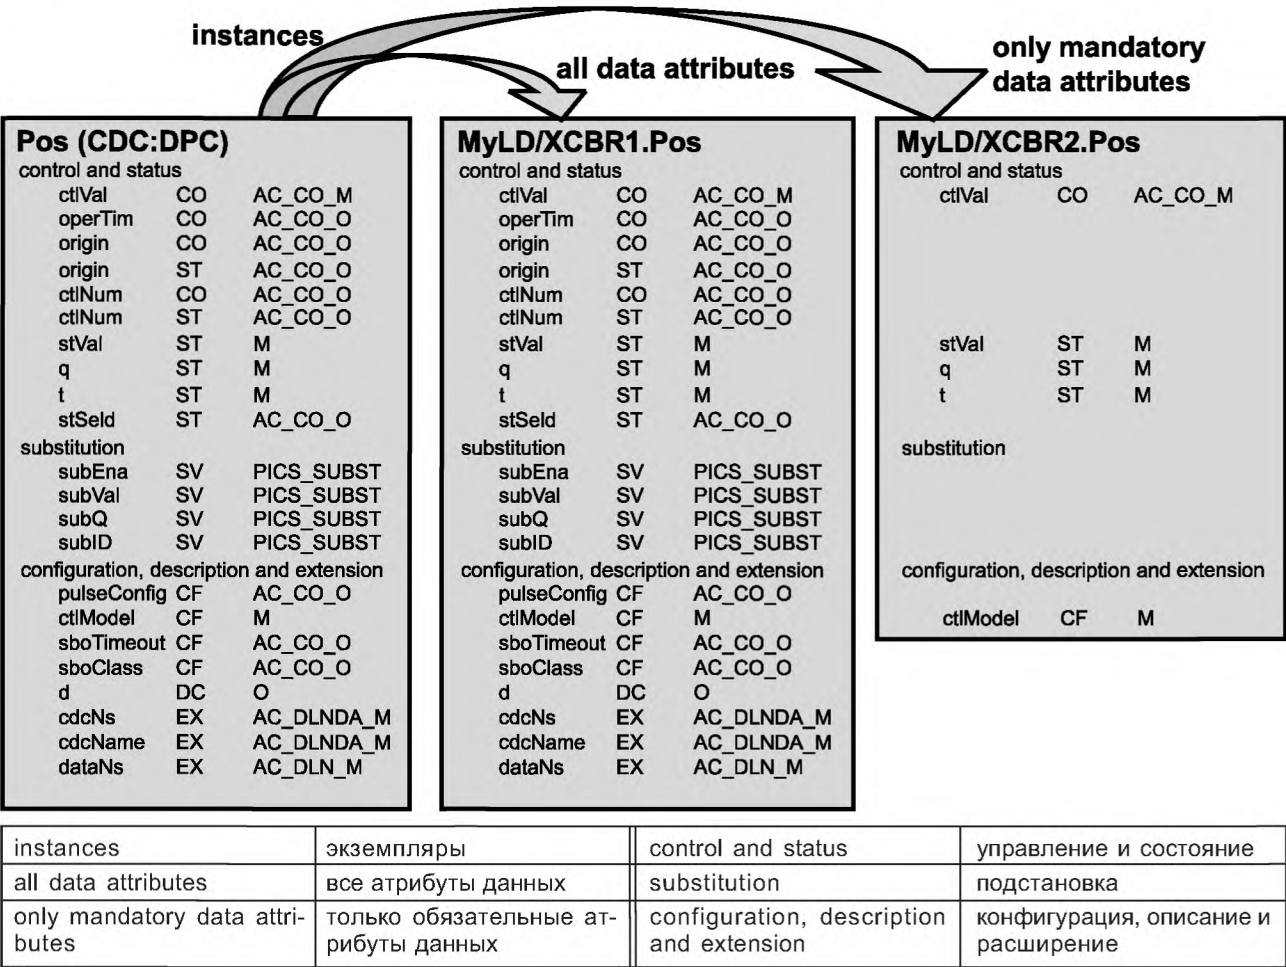 instances
all data attributes
only mandatory
data attributes
Pos (CDC:DPC)
control and status
ctlVal CO AC_CO_M
operTim CO AC_CO_O
origin CO AC_CO_O
origin ST AC_CO_O
ctlNum CO AC_CO_O
ctlNum ST AC_CO_O
stVal ST M
q ST M
t ST M
stSeld ST AC_CO_O
substitution
subEna SV PICS_SUBST
subVal SV PICS_SUBST
subQ SV PICS_SUBST
subID SV PICS_SUBST
configuration, description and extension
pulseConfig CF AC_CO_O
ctlModel CF M
sboTimeout CF AC_CO_O
sboClass CF AC_CO_O
d DC O
cdcNs EX AC_DLNDA_M
cdcName EX AC_DLNDA_M
dataNs EX AC_DLN_M
MyLD/XCBR1.Pos
control and status
ctlVal CO AC_CO_M
operTim CO AC_CO_O
origin CO AC_CO_O
origin ST AC_CO_O
ctlNum CO AC_CO_O
ctlNum ST AC_CO_O
stVal ST M
q ST M
t ST M
stSeld ST AC_CO_O
substitution
subEna SV PICS_SUBST
subVal SV PICS_SUBST
subQ SV PICS_SUBST
subID SV PICS_SUBST
configuration, description and extension
pulseConfig CF AC_CO_O
ctlModel CF M
sboTimeout CF AC_CO_O
sboClass CF AC_CO_O
d DC O
cdcNs EX AC_DLNDA_M
cdcName EX AC_DLNDA_M
dataNs EX AC_DLN_M
MyLD/XCBR2.Pos
control and status
ctlVal CO AC_CO_M
stVal ST M
q ST M
t ST M
substitution
configuration, description and extension
ctlModel CF M
instances экземпляры control and status управление и состояние
all data attributes все атрибуты данных substitution подстановка
only mandatory data attri- только обязательные ат- configuration, description конфигурация, описание и
butes рибуты данных and extension расширение